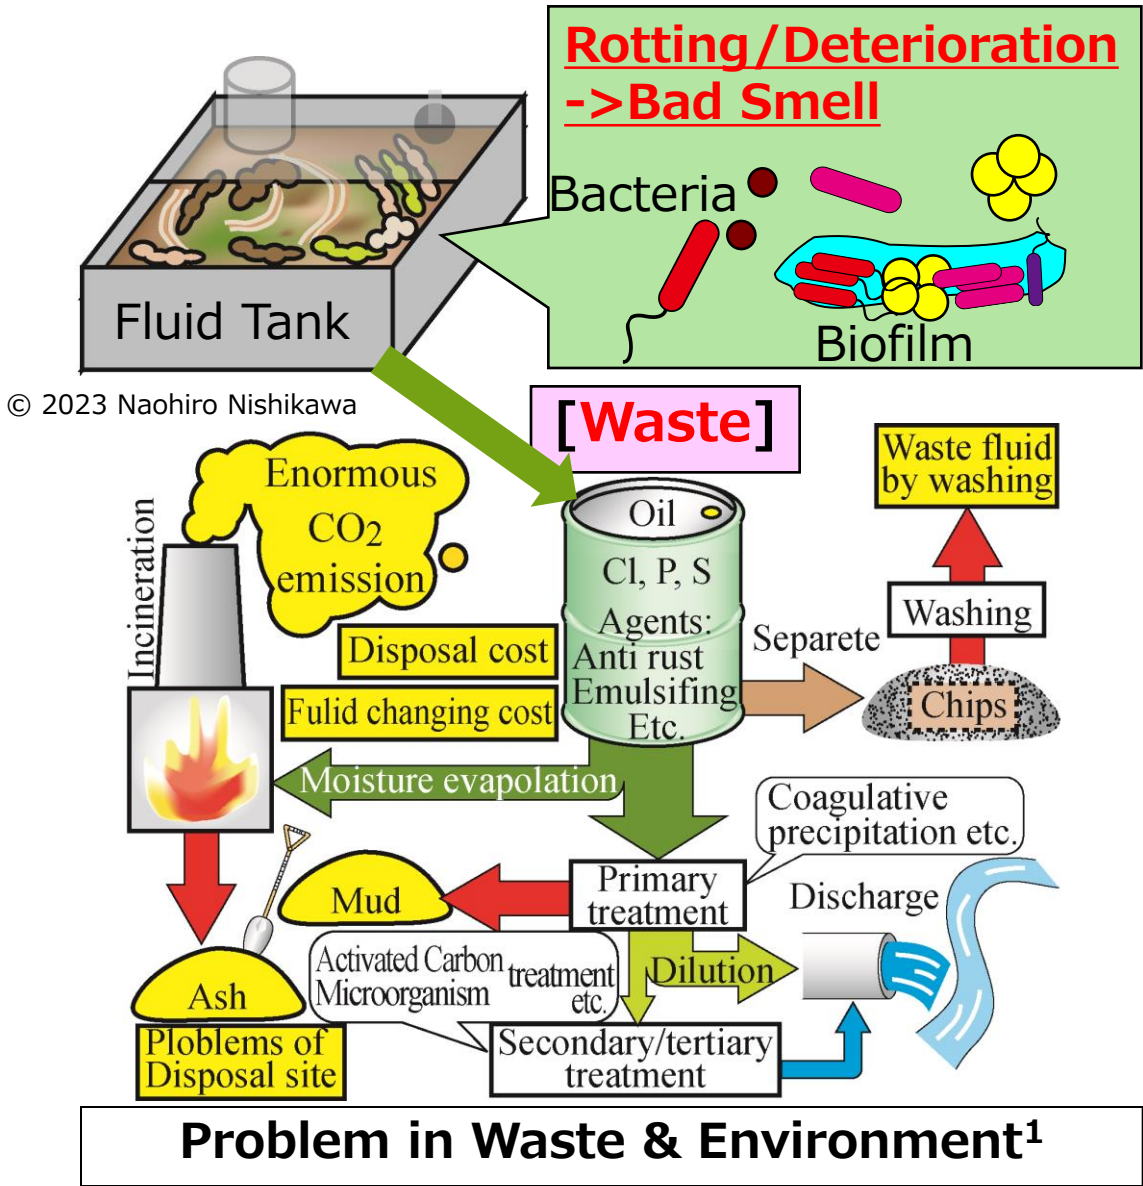 Rotting/Deterioration
->Bad Smell
Bacteria
Biofilm
Fluid Tank
© 2023 Naohiro Nishikawa
[Waste]
Waste fluid
by washing
Enormous
CO2
emission
Incineration
Oil
Cl, P, S
Agents:
Anti rust
Emulsifing
Etc.
Washing
Separete
Chips
Disposal cost
Fulid changing cost
Moisture evapolation
Coagulative
precipitation etc.
Primary
treatment
Mud
Discharge
Activated Carbon
Microorganism
treatment
etc.
Dilution
Ash
Ploblems of
Disposal site
Secondary/tertiary
treatment
Problem in Waste & Environment¹